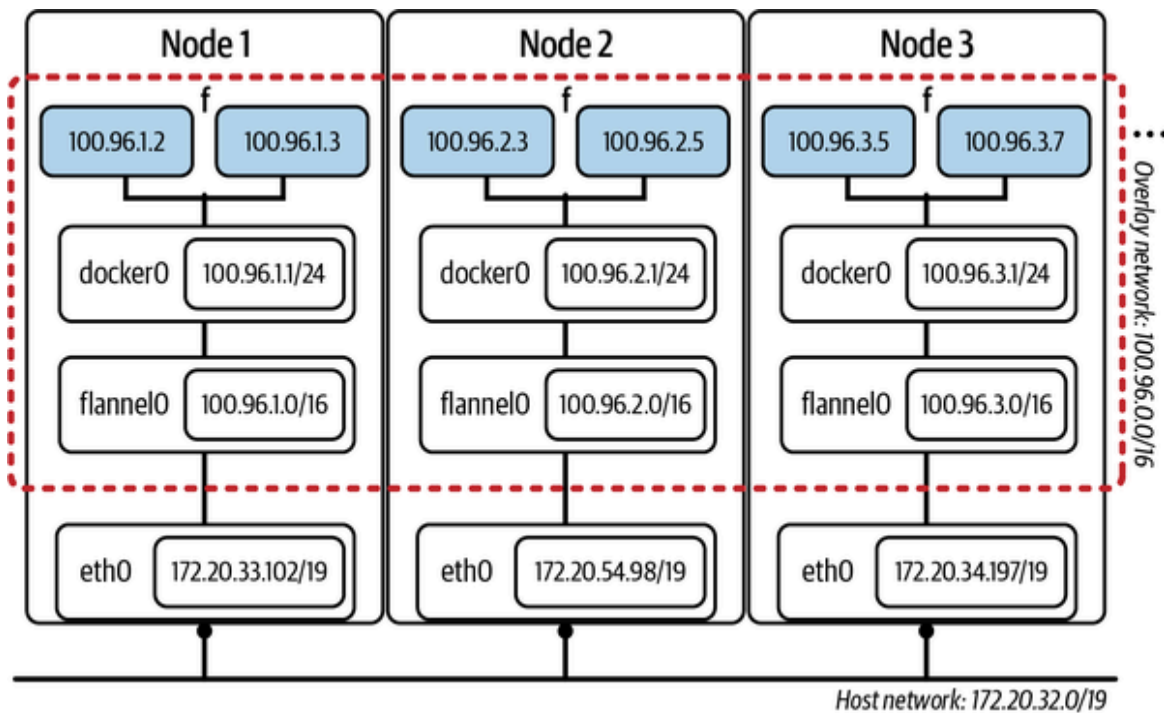 Node 1
Node 2
Node 3
f
f
f
100.96.1.2
100.96.1.3
100.96.2.3
100.96.2.5
100.96.3.5
100.96.3.7
...
docker0
100.96.1.1/24
docker0
100.96.2.1/24
docker0
100.96.3.1/24
flannel0
100.96.1.0/16
flannel0
100.96.2.0/16
flannel0
100.96.3.0/16
Overlay network: 100.96.0.0/16
eth0
172.20.33.102/19
eth0
172.20.54.98/19
eth0
172.20.34.197/19
Host network: 172.20.32.0/19